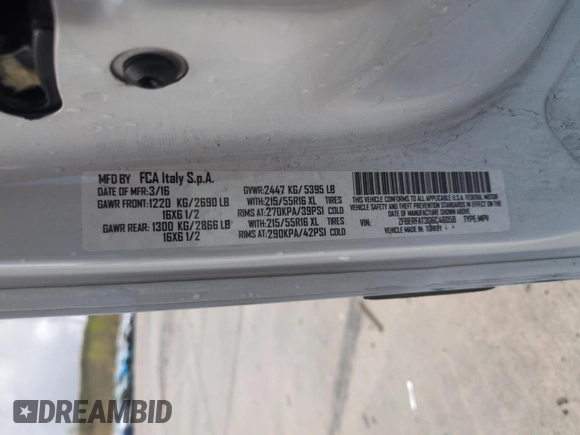 MFD BY FCA Italy S.p.A.
DATE OF MFR: 3/16 GVWR: 2447 KG/5395 LB
GAWR FRONT: 1220 KG/2690 LB WITH: 215/55R16 XL TIRES
16X6 1/2 RIMS AT: 270KPA/39PSI COLD
GAWR REAR: 1300 KG/2866 LB WITH: 215/55R16 XL TIRES
16X6 1/2 RIMS AT: 290KPA/42PSI COLD
THIS VEHICLE CONFORMS TO ALL APPLICABLE U.S.A. FEDERAL MOTOR
VEHICLE SAFETY STANDARDS, BUMPER STANDARDS, AND THEFT
PREVENTION STANDARDS IN EFFECT ON THE DATE OF MANUFACTURE
SHOWN ABOVE.
VIN: TYPE: MPV
VEHICLE MADE IN: TURKEY
DREAMBID